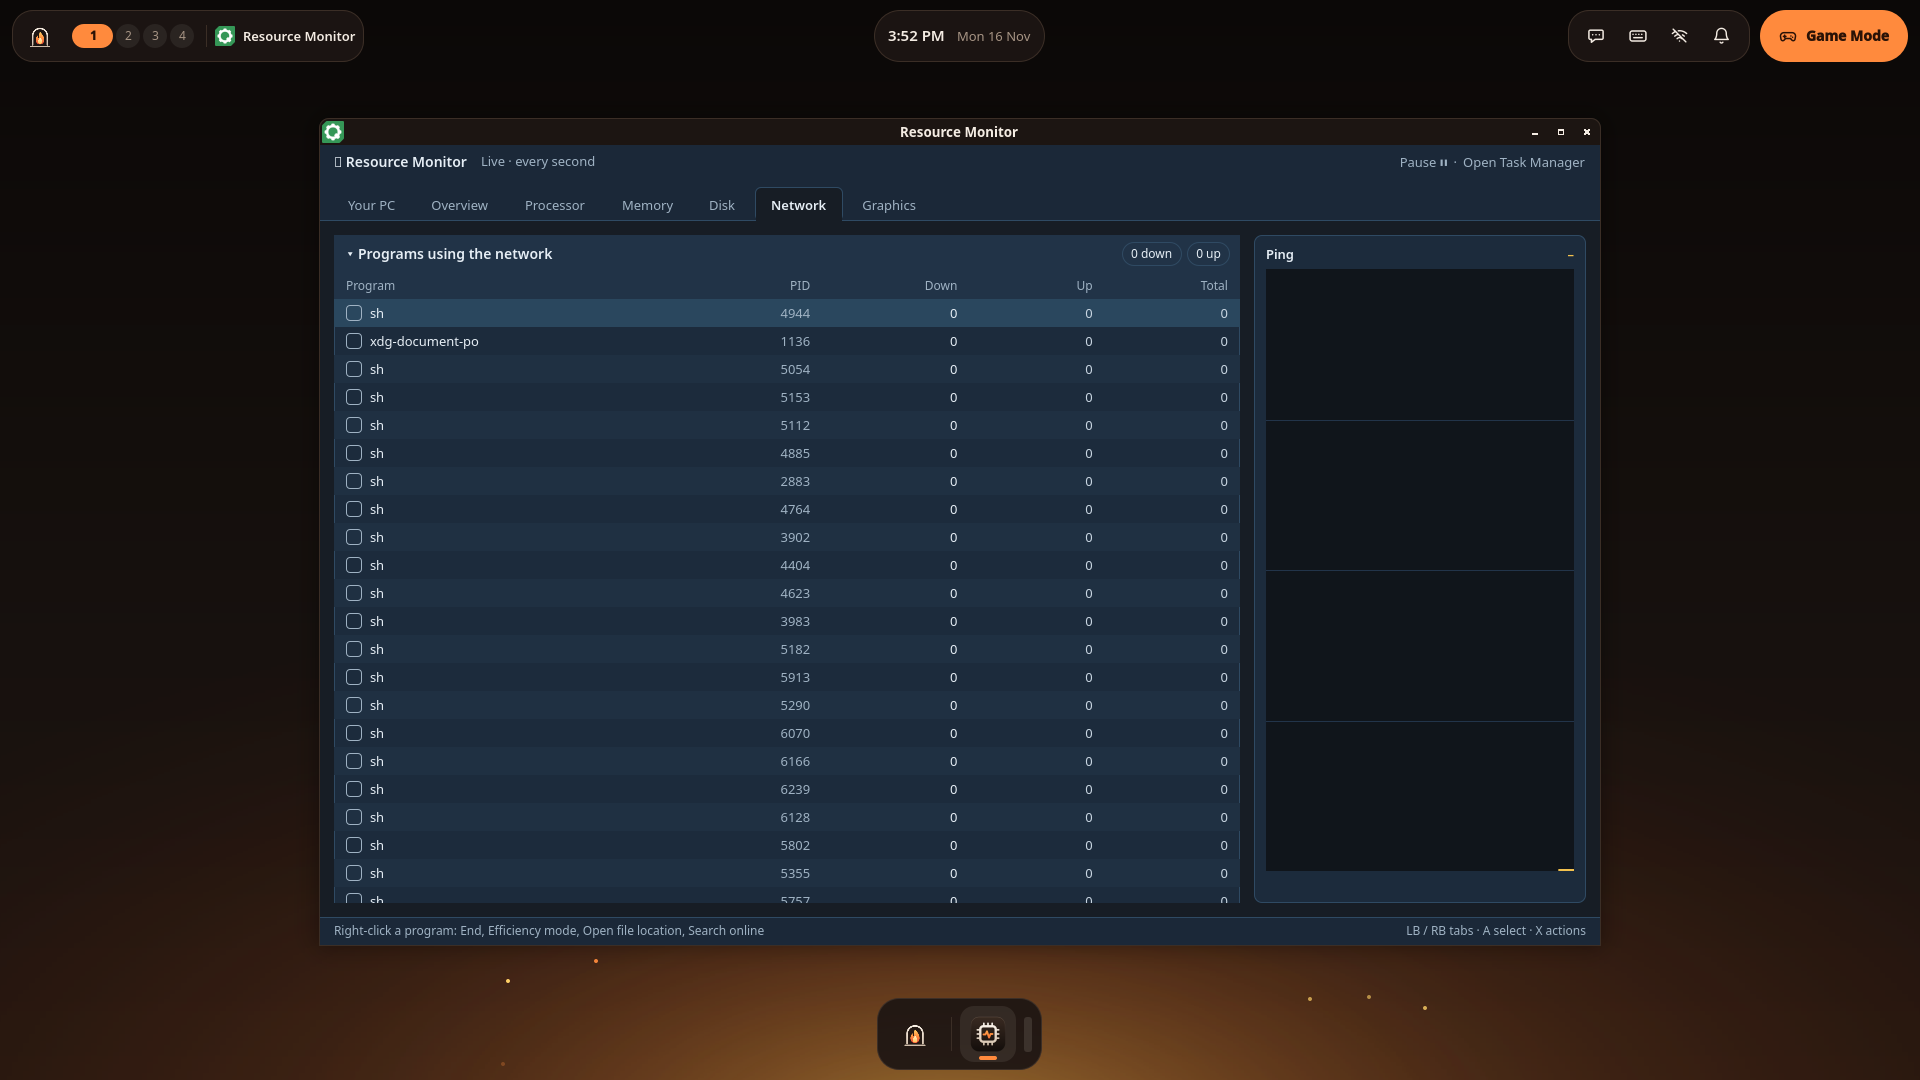 1 2 3 4 Resource Monitor
3:52 PM Mon 16 Nov
Game Mode
Resource Monitor
Resource Monitor Live · every second
Pause · Open Task Manager
Your PC Overview Processor Memory Disk Network Graphics
Programs using the network 0 down 0 up
Program PID Down Up Total
sh 4944 0 0 0
xdg-document-po 1136 0 0 0
sh 5054 0 0 0
sh 5153 0 0 0
sh 5112 0 0 0
sh 4885 0 0 0
sh 2883 0 0 0
sh 4764 0 0 0
sh 3902 0 0 0
sh 4404 0 0 0
sh 4623 0 0 0
sh 3983 0 0 0
sh 5182 0 0 0
sh 5913 0 0 0
sh 5290 0 0 0
sh 6070 0 0 0
sh 6166 0 0 0
sh 6239 0 0 0
sh 6128 0 0 0
sh 5802 0 0 0
sh 5355 0 0 0
sh 5757 0 0 0
Ping –
Right-click a program: End, Efficiency mode, Open file location, Search online
LB / RB tabs · A select · X actions